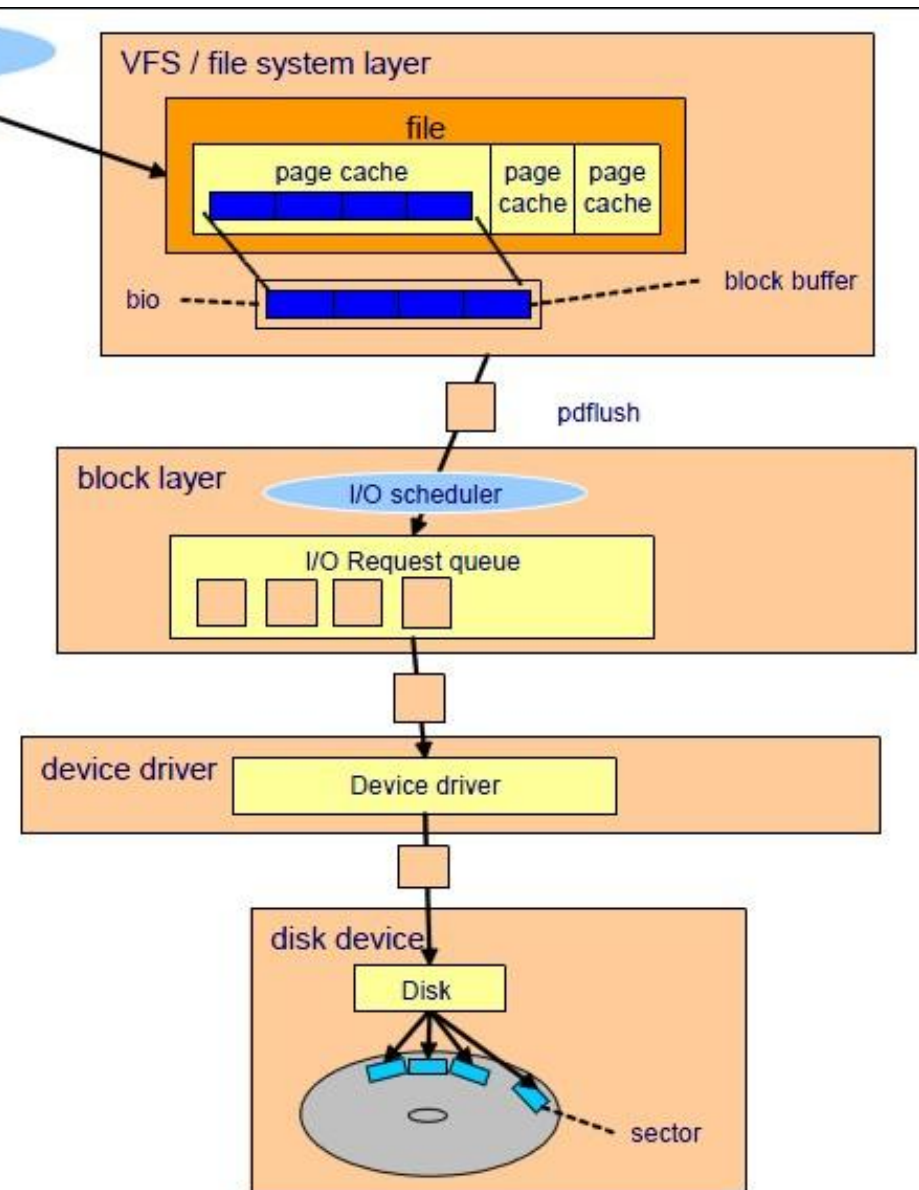 VFS / file system layer
file
page cache
page
cache
page
cache
bio
block buffer
pdflush
block layer
I/O scheduler
I/O Request queue
device driver
Device driver
disk device
Disk
sector